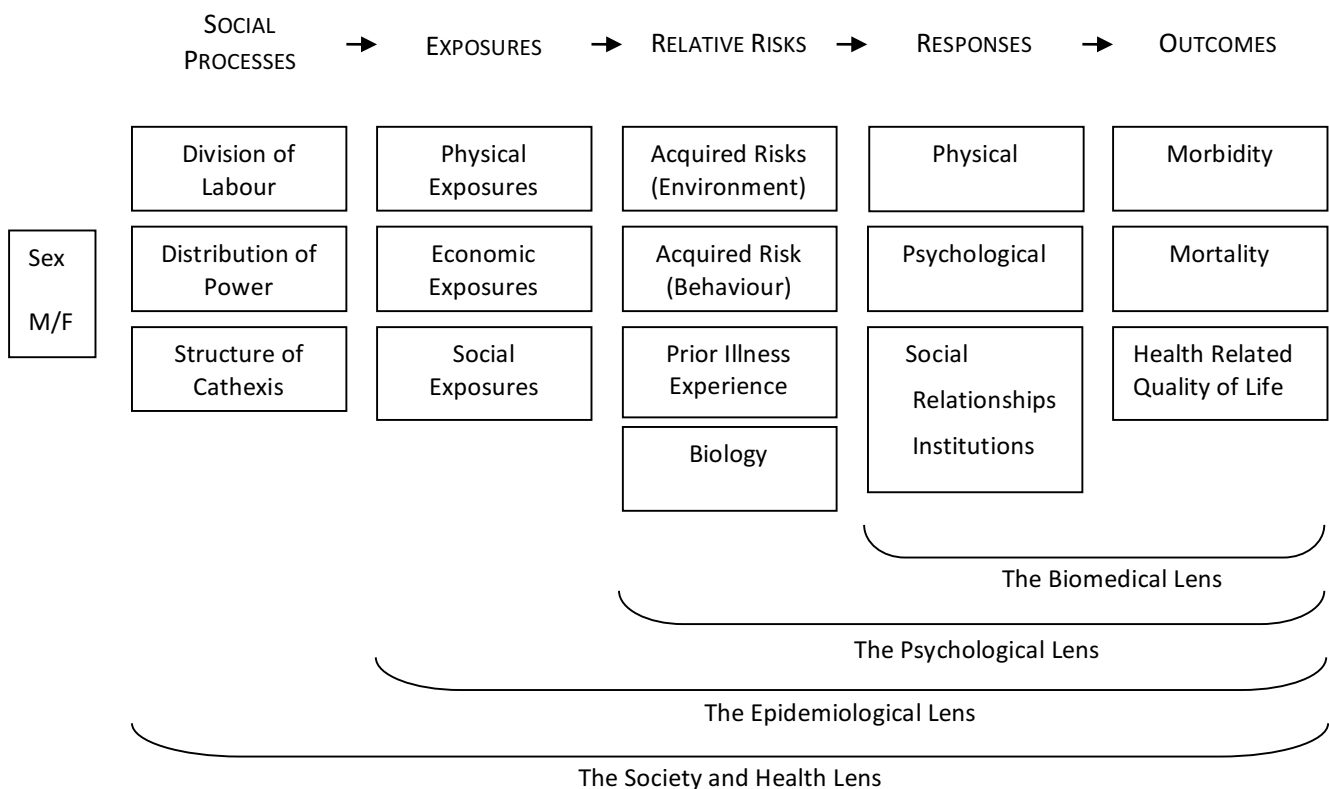 SOCIAL
PROCESSES
EXPOSURES
RELATIVE RISKS
RESPONSES
OUTCOMES
Sex
M/F
Division of
Labour
Distribution of
Power
Structure of
Cathexis
Physical
Exposures
Economic
Exposures
Social
Exposures
Acquired Risks
(Environment)
Acquired Risk
(Behaviour)
Prior Illness
Experience
Biology
Physical
Psychological
Social
Relationships
Institutions
Morbidity
Mortality
Health Related
Quality of Life
The Biomedical Lens
The Psychological Lens
The Epidemiological Lens
The Society and Health Lens